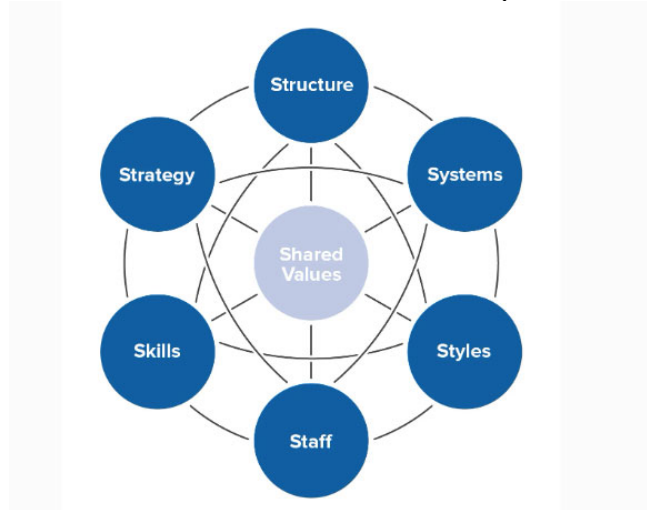 Structure
Strategy
Systems
Shared
Values
Skills
Styles
Staff